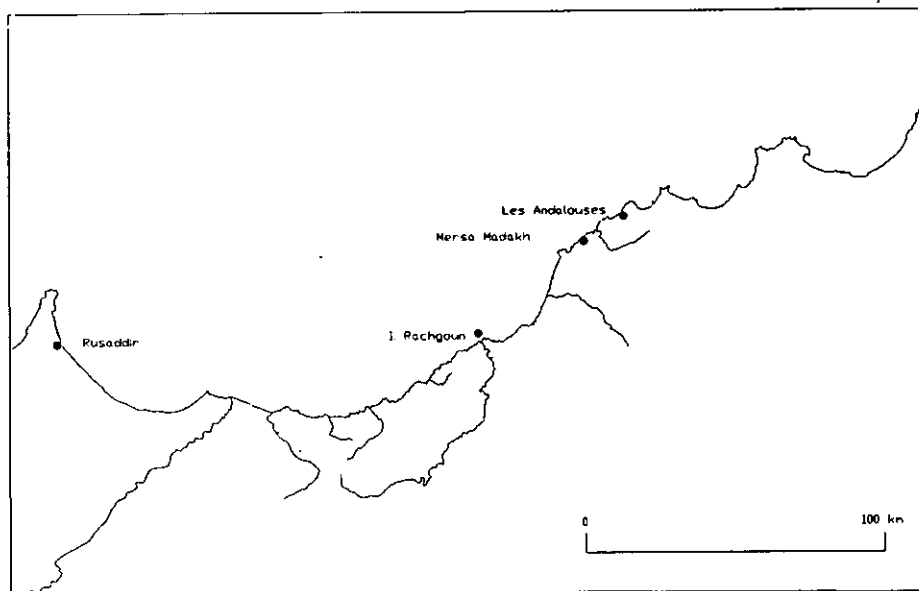 Les Andalouses
Mersa Madakh
I. Rachgoun
Rusaddir
0 100 km